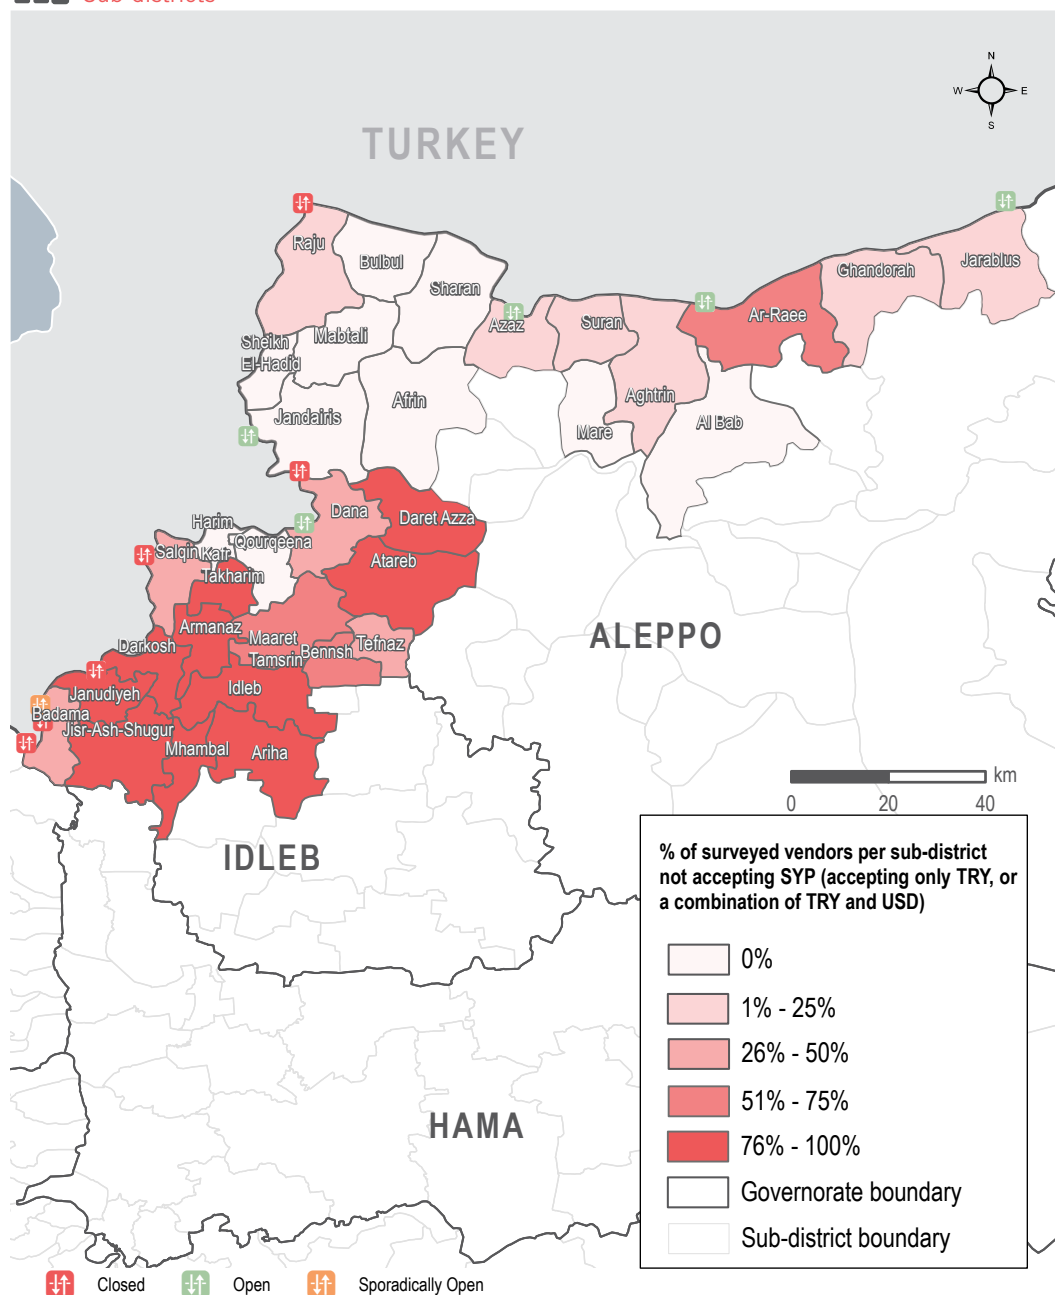 Sub-districts
N
W E
S
TURKEY
Raju
Bulbul
Sharan
Jarablus
Ghandorah
Ar-Raee
Azaz
Suran
Mabtali
Sheikh
El-Hadid
Aghtrin
Afrin
Jandairis
Al Bab
Mare
Dana
Daret Azza
Harim
Qourqeena
Salqin
Kafr
Takharim
Atareb
Armanaz
Maaret
Tamsrin
Bennsh
Tefnaz
Darkosh
Janudiyeh
Idleb
Badama
Jisr-Ash-Shugur
Mhambal
Ariha
ALEPPO
IDLEB
HAMA
km
0 20 40
% of surveyed vendors per sub-district
not accepting SYP (accepting only TRY, or
a combination of TRY and USD)
0%
1% - 25%
26% - 50%
51% - 75%
76% - 100%
Governorate boundary
Sub-district boundary
Closed Open Sporadically Open